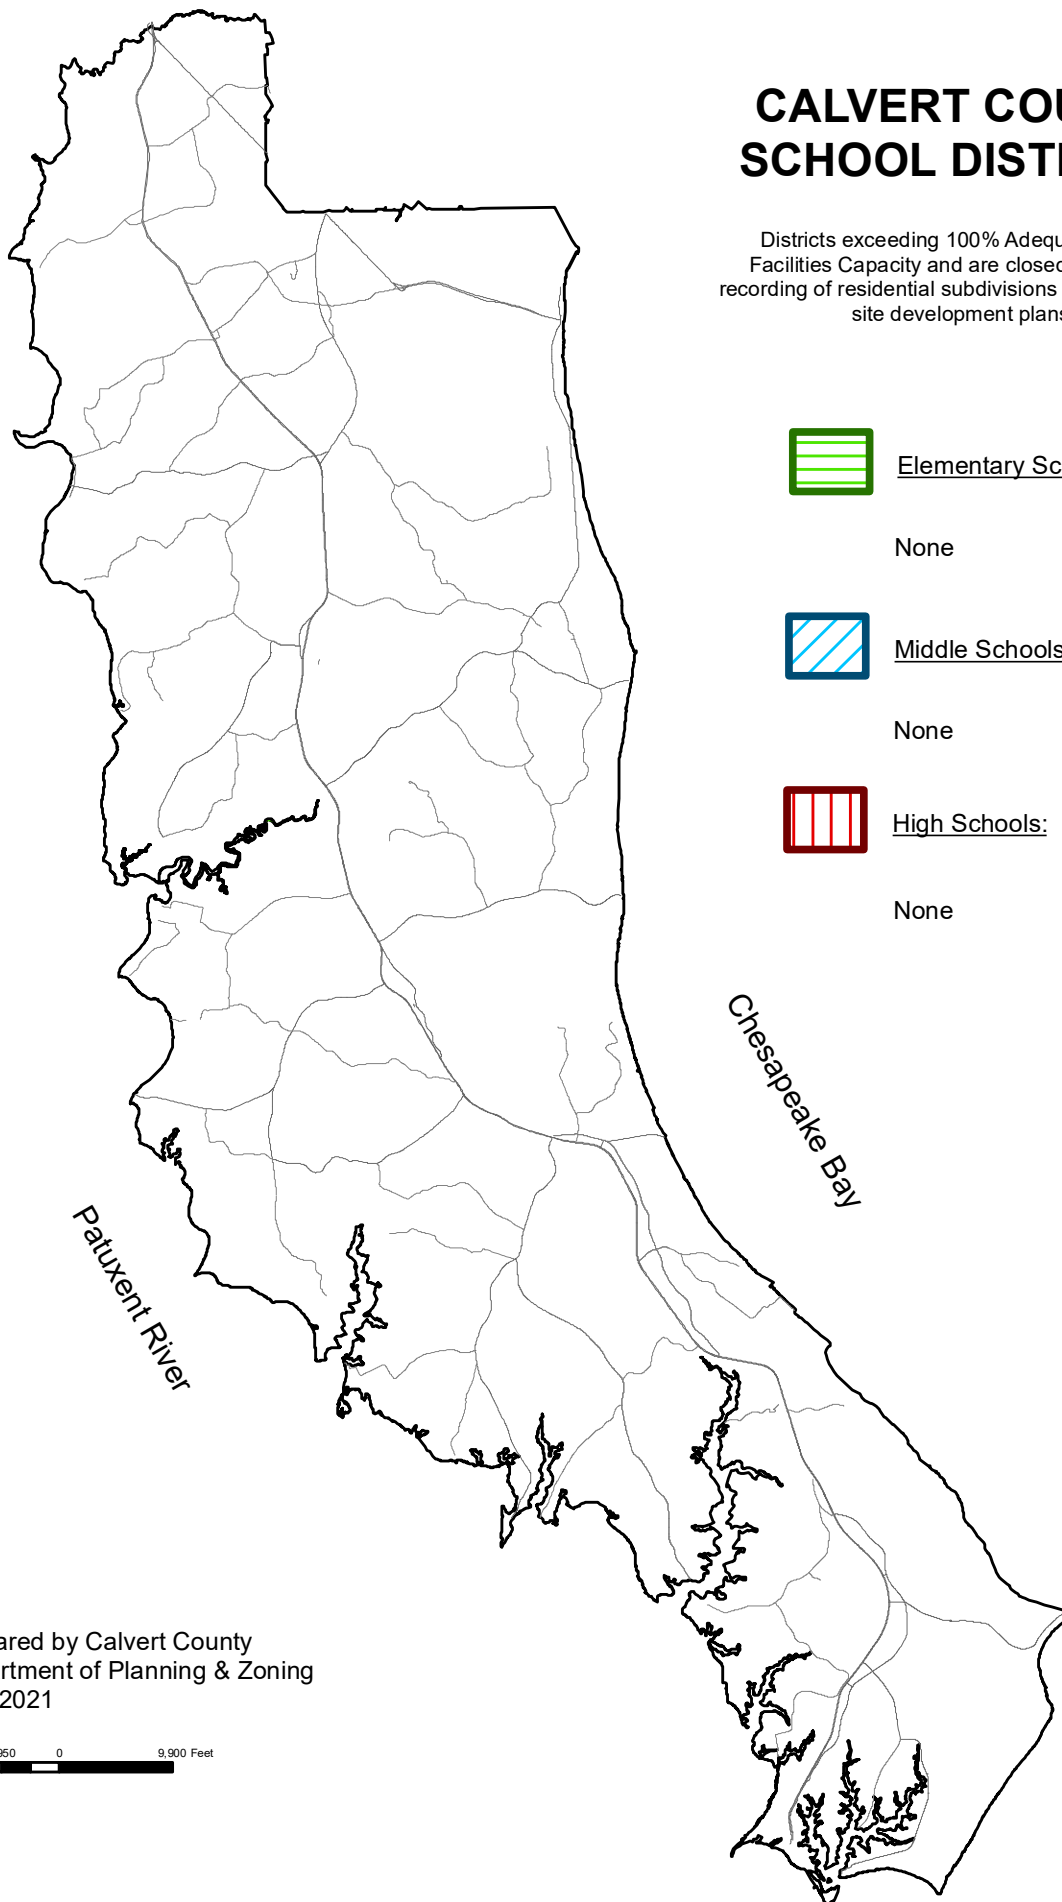 CALVERT COU
SCHOOL DISTI
Districts exceeding 100% Adequ
Facilities Capacity and are closed
recording of residential subdivisions
site development plans
Elementary Sc
None
Middle Schools
None
High Schools:
None
Chesapeake Bay
Patuxent River
ared by Calvert County
rtment of Planning & Zoning
2021
950 0 9,900 Feet